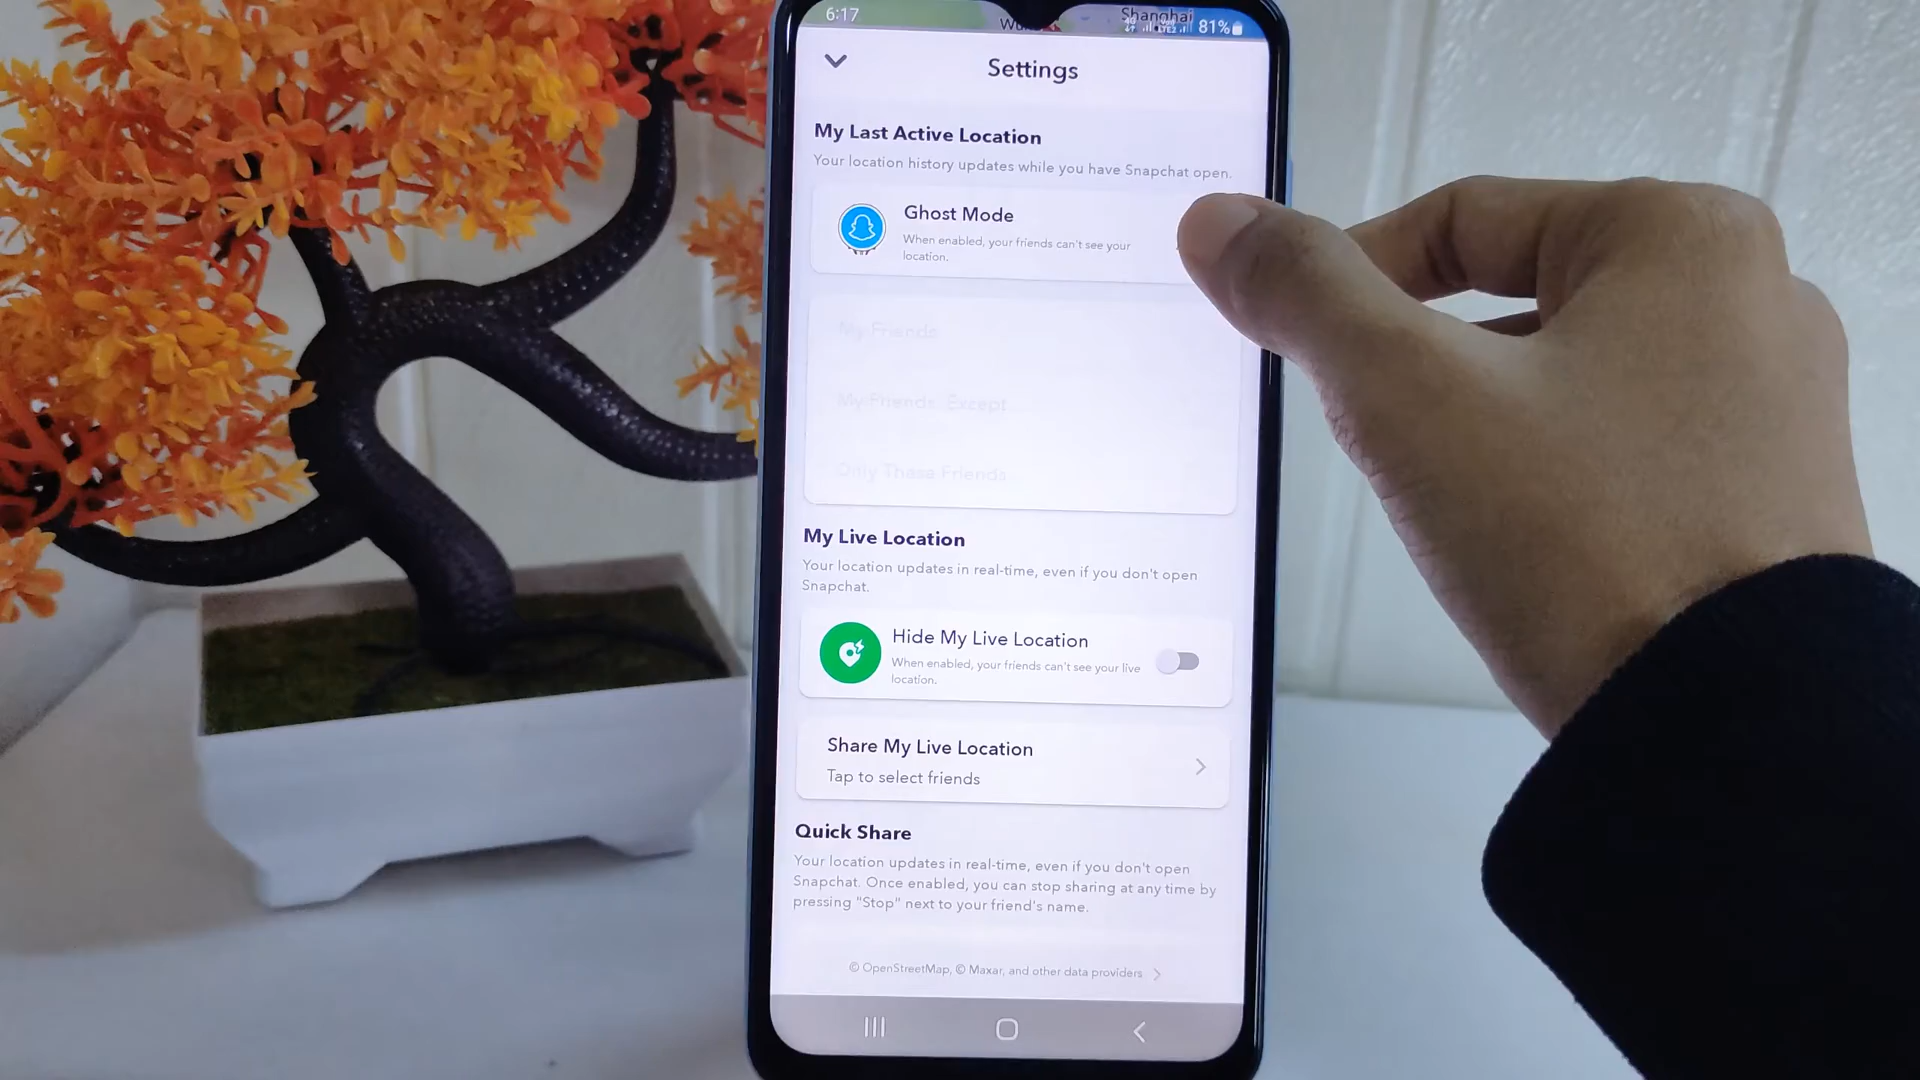 6:17
Shanghai
81%
Settings
My Last Active Location
Your location history updates while you have Snapchat open.
Ghost Mode
When enabled, your friends can't see your
location.
My Friends
My Friends, Except...
Only These Friends
My Live Location
Your location updates in real-time, even if you don't open
Snapchat.
Hide My Live Location
When enabled, your friends can't see your live
location.
Share My Live Location
Tap to select friends
Quick Share
Your location updates in real-time, even if you don't open
Snapchat. Once enabled, you can stop sharing at any time by
pressing "Stop" next to your friend's name.
© OpenStreetMap, © Maxar, and other data providers